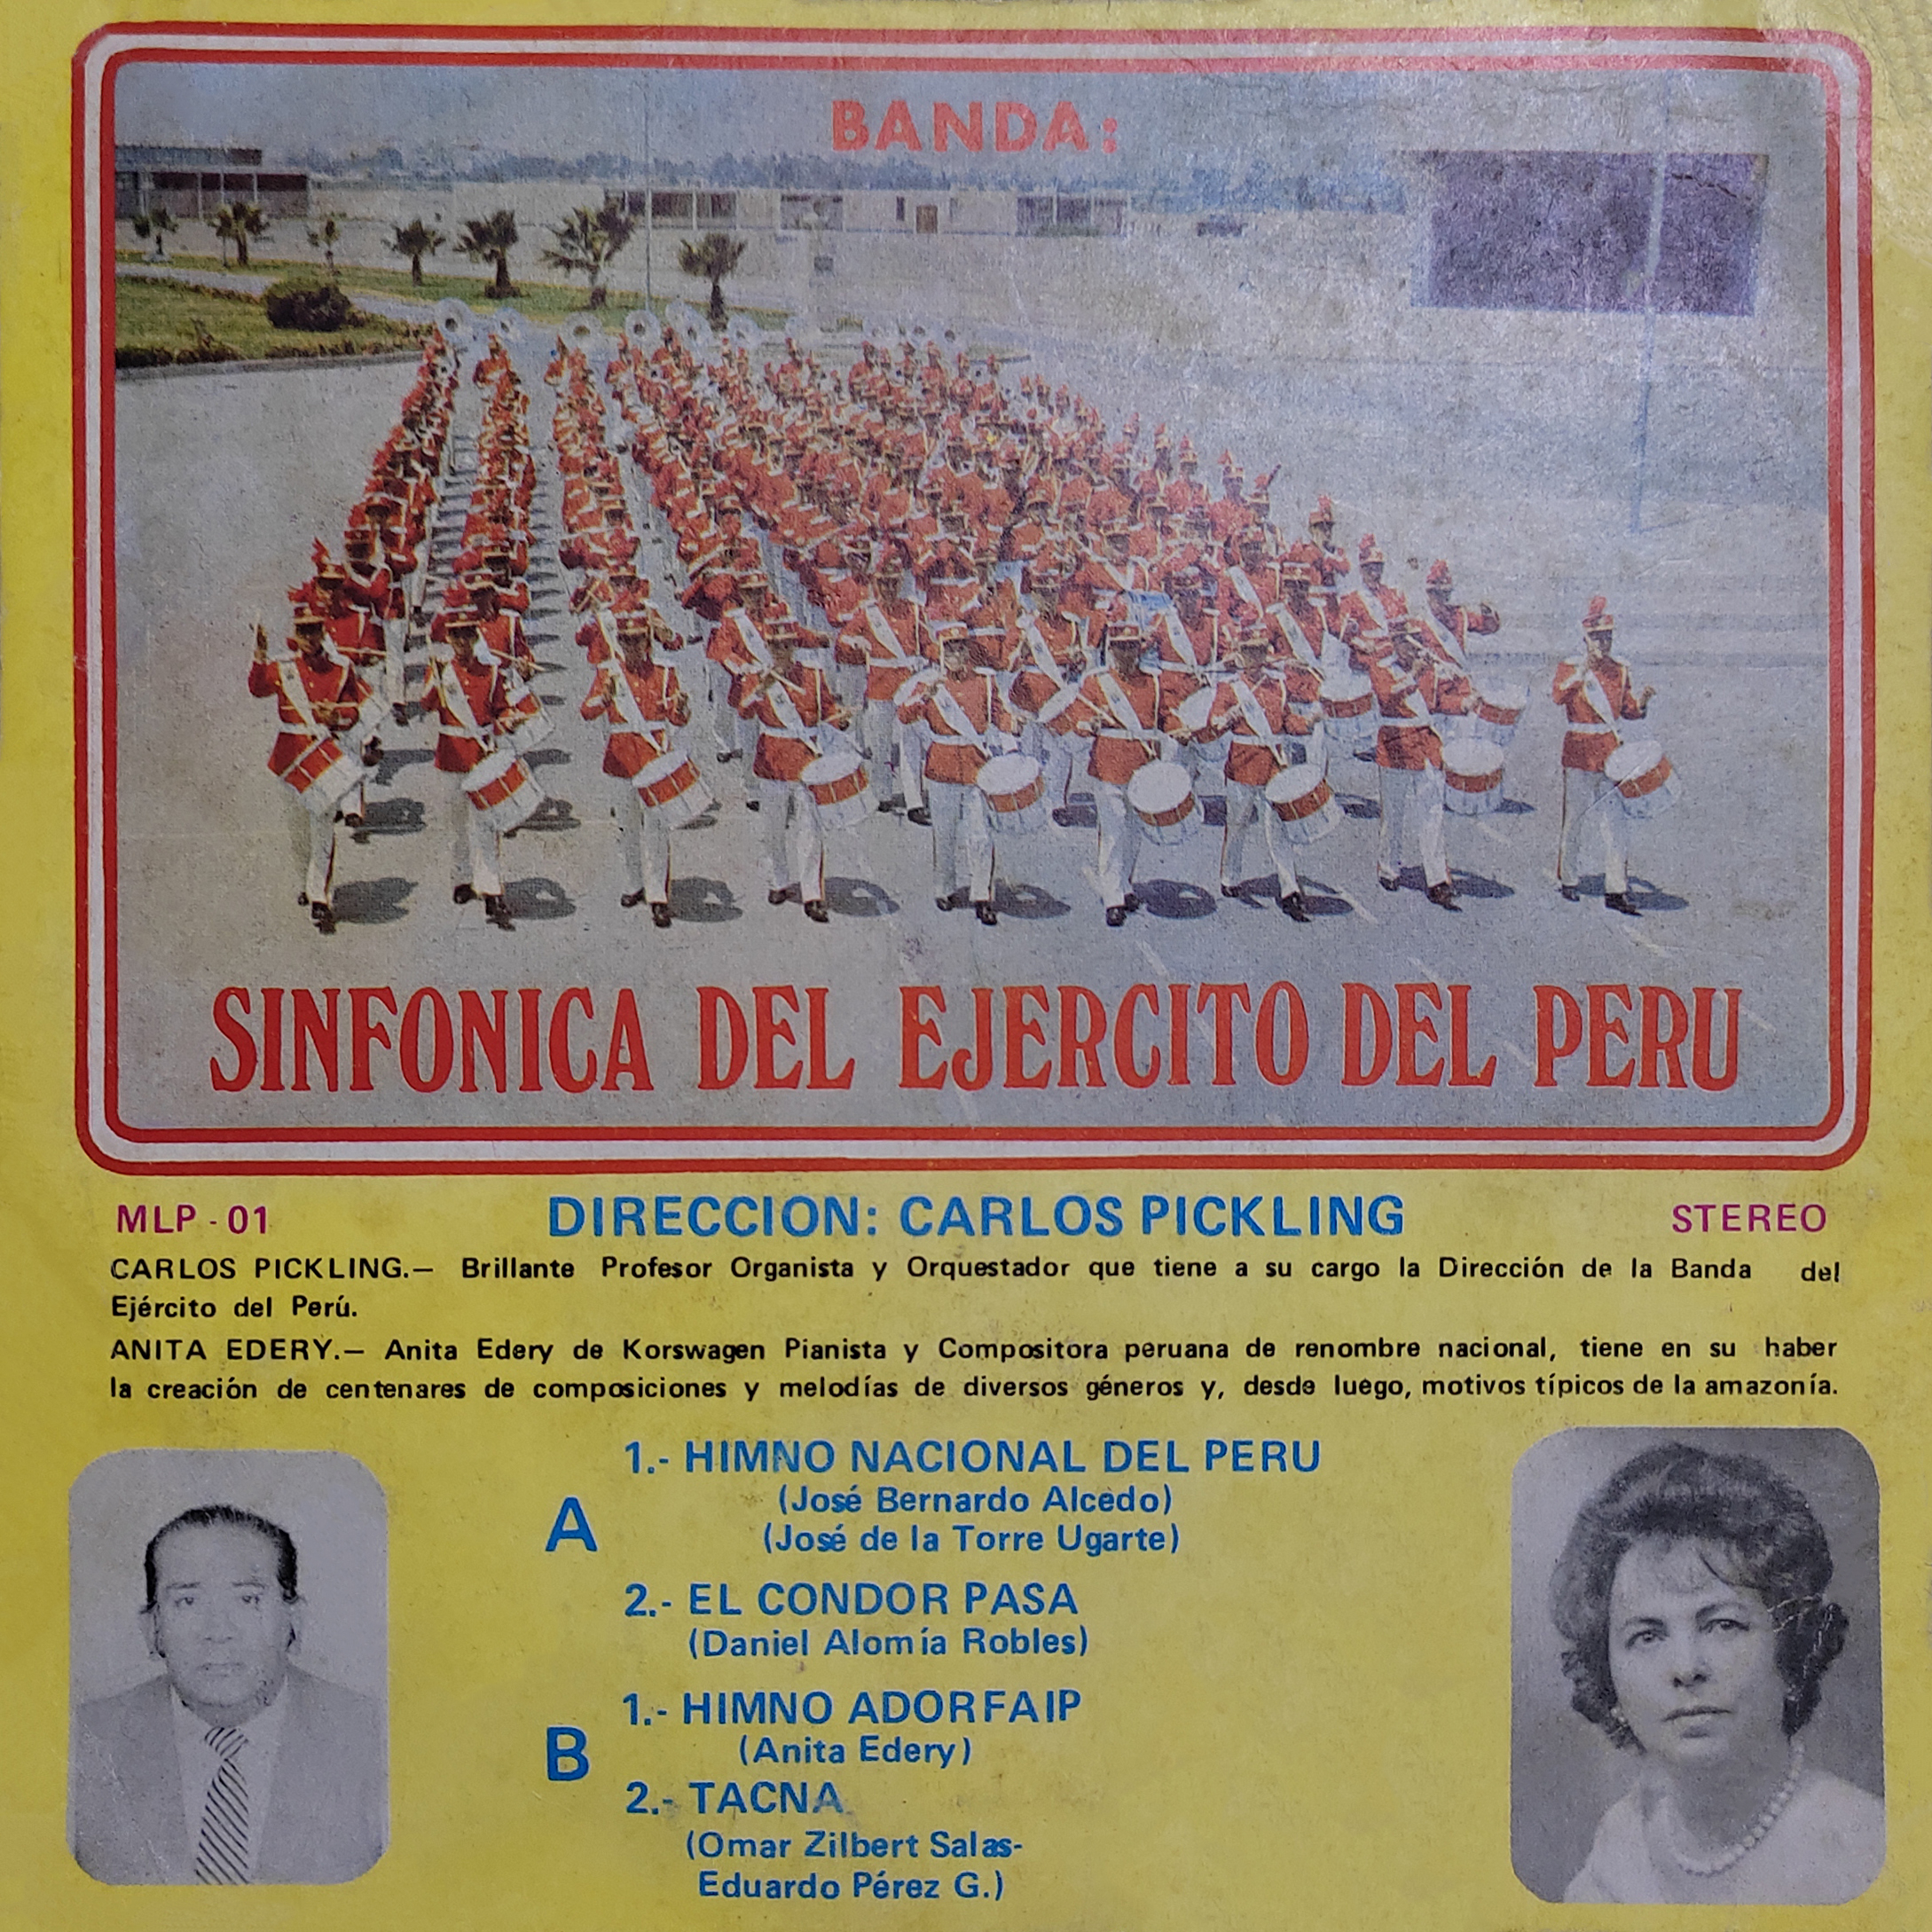 BANDA:
SINFONICA DEL EJERCITO DEL PERU
MLP - 01
DIRECCION: CARLOS PICKLING
STEREO
CARLOS PICKLING.— Brillante Profesor Organista y Orquestador que tiene a su cargo la Dirección de la Banda del
Ejército del Perú.
ANITA EDERY.— Anita Edery de Korswagen Pianista y Compositora peruana de renombre nacional, tiene en su haber
la creación de centenares de composiciones y melodías de diversos géneros y, desde luego, motivos típicos de la amazonía.
A
1.- HIMNO NACIONAL DEL PERU
(José Bernardo Alcedo)
(José de la Torre Ugarte)
2.- EL CONDOR PASA
(Daniel Alomía Robles)
B
1.- HIMNO ADORFAIP
(Anita Edery)
2.- TACNA
(Omar Zilbert Salas-
Eduardo Pérez G.)